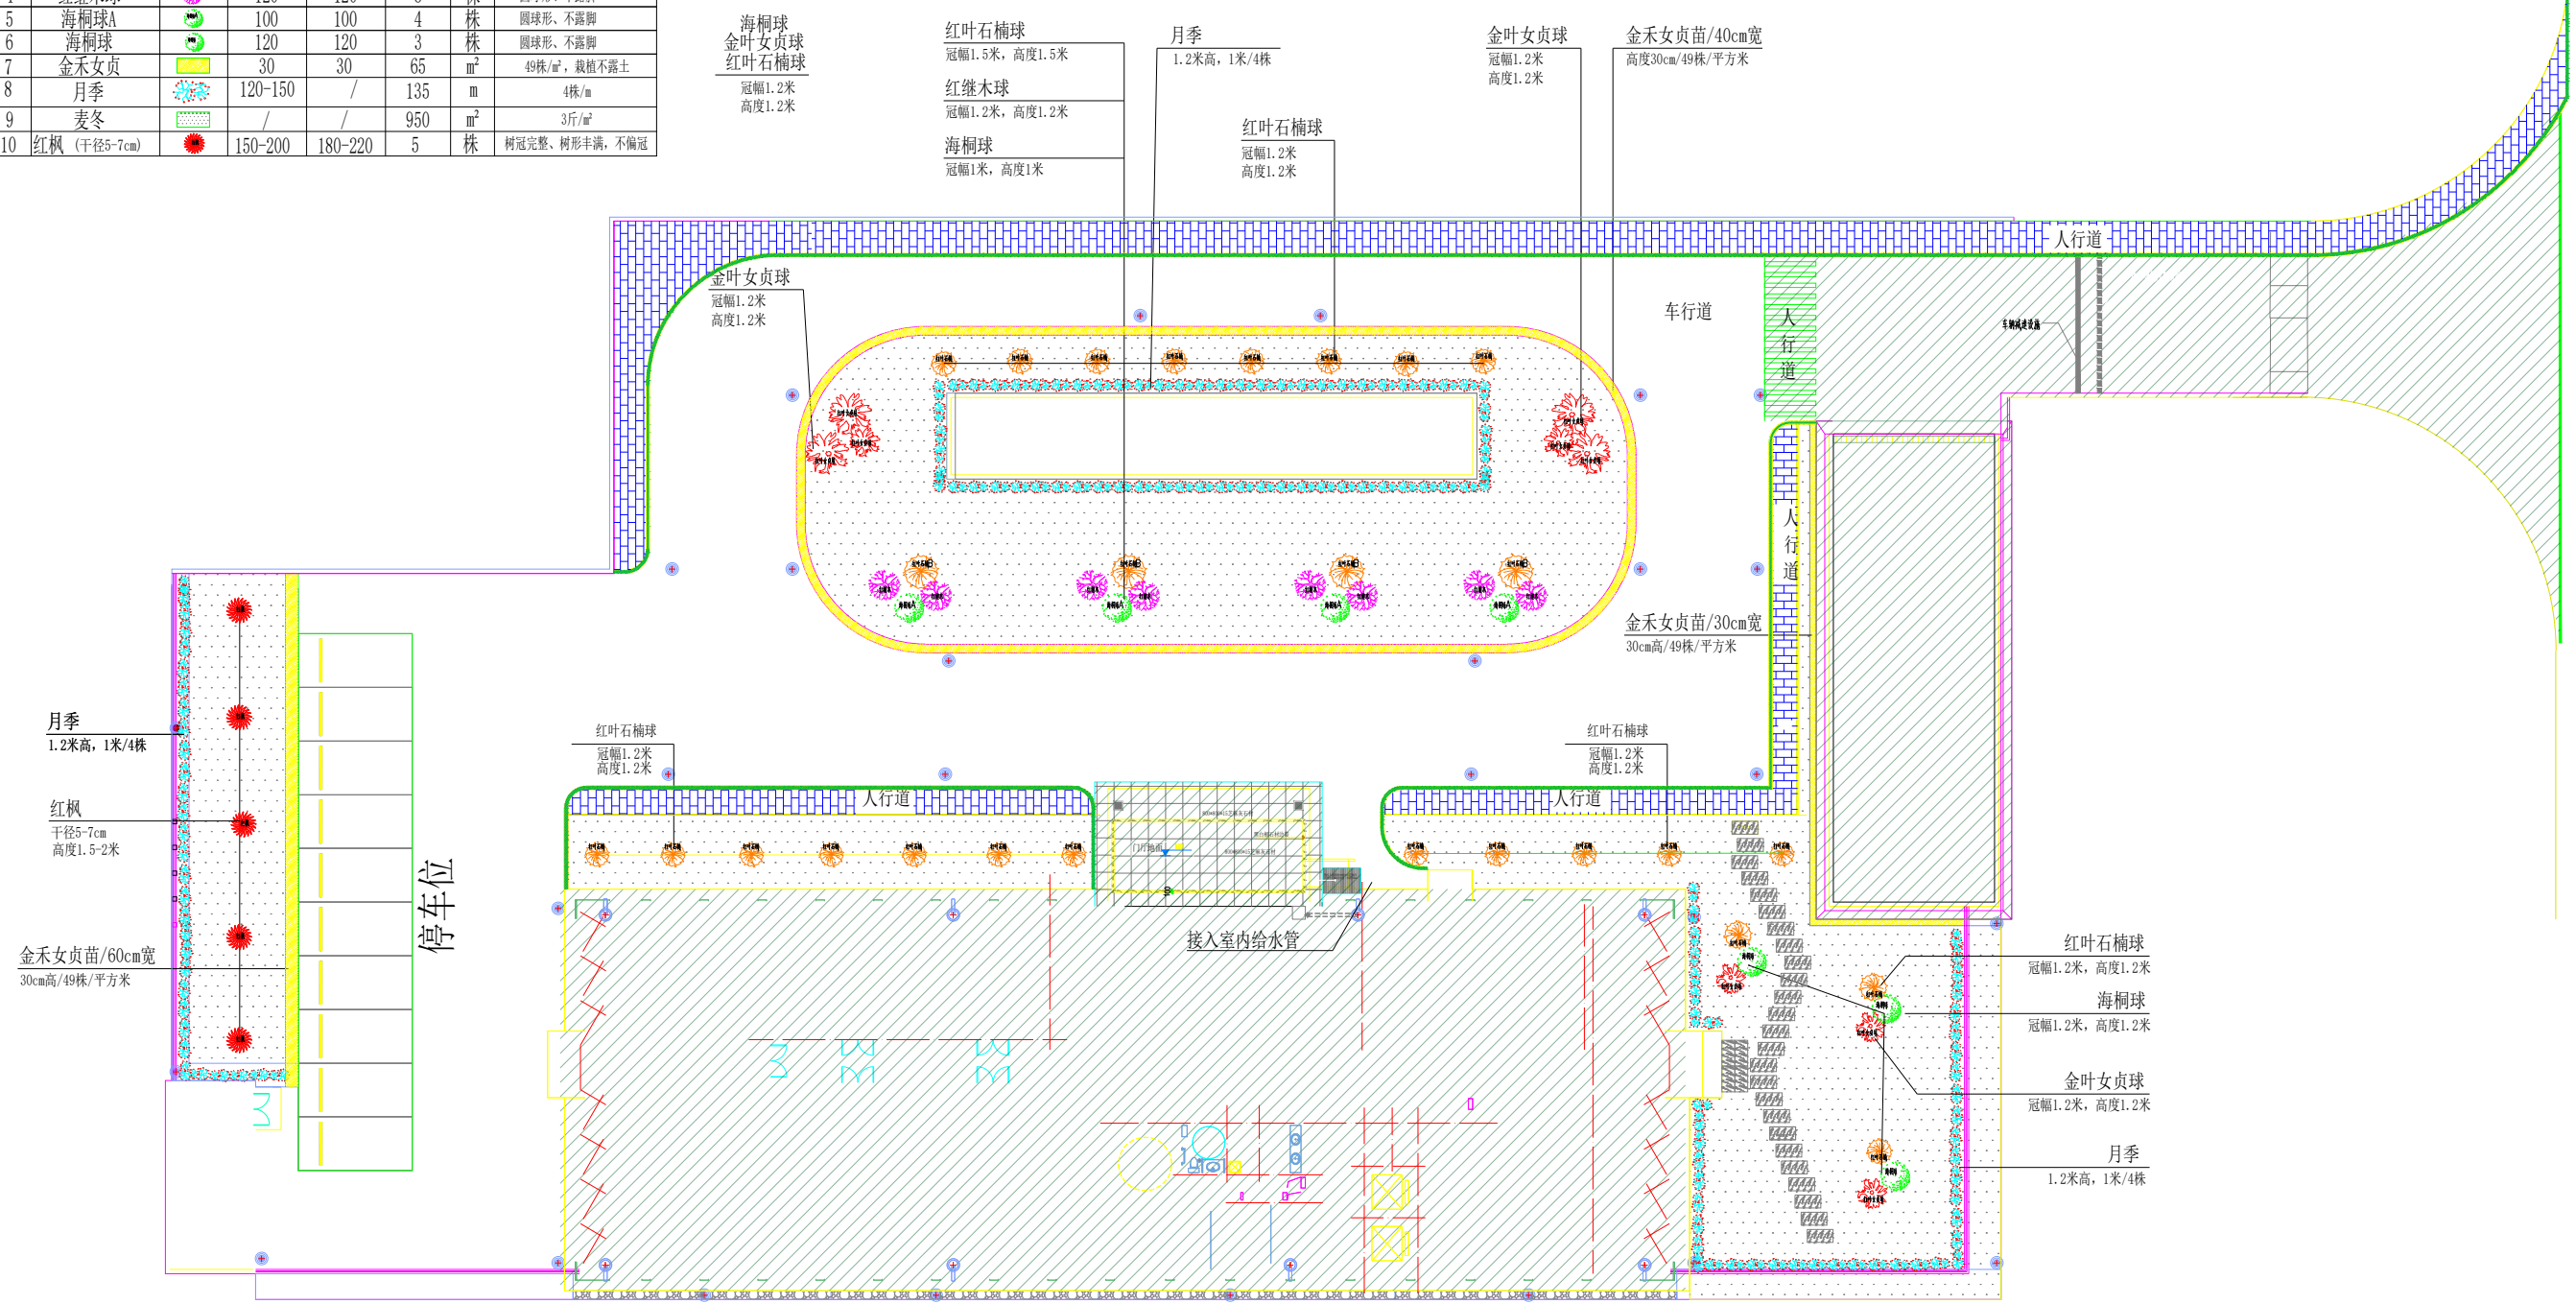 5 海桐球A 100 100 4 株 圆球形、不露脚
6 海桐球 120 120 3 株 圆球形、不露脚
7 金禾女贞 30 30 65 m² 49株/㎡，栽植不露土
8 月季 120-150 / 135 m 4株/m
9 麦冬 / / 950 m² 3斤/㎡
10 红枫 (干径5-7cm) 150-200 180-220 5 株 树冠完整、树形丰满，不偏冠
海桐球
金叶女贞球
红叶石楠球
冠幅1.2米
高度1.2米
红叶石楠球
冠幅1.5米，高度1.5米
红继木球
冠幅1.2米，高度1.2米
海桐球
冠幅1米，高度1米
月季
1.2米高，1米/4株
红叶石楠球
冠幅1.2米
高度1.2米
金叶女贞球
冠幅1.2米
高度1.2米
金禾女贞苗/40cm宽
高度30cm/49株/平方米
人行道
金叶女贞球
冠幅1.2米
高度1.2米
车行道
人行道
车辆减速设施
人行道
金禾女贞苗/30cm宽
30cm高/49株/平方米
月季
1.2米高，1米/4株
红叶石楠球
冠幅1.2米
高度1.2米
红叶石楠球
冠幅1.2米
高度1.2米
人行道
人行道
红枫
干径5-7cm
高度1.5-2米
停车位
门厅地面
接入室内给水管
金禾女贞苗/60cm宽
30cm高/49株/平方米
红叶石楠球
冠幅1.2米，高度1.2米
海桐球
冠幅1.2米，高度1.2米
金叶女贞球
冠幅1.2米，高度1.2米
月季
1.2米高，1米/4株